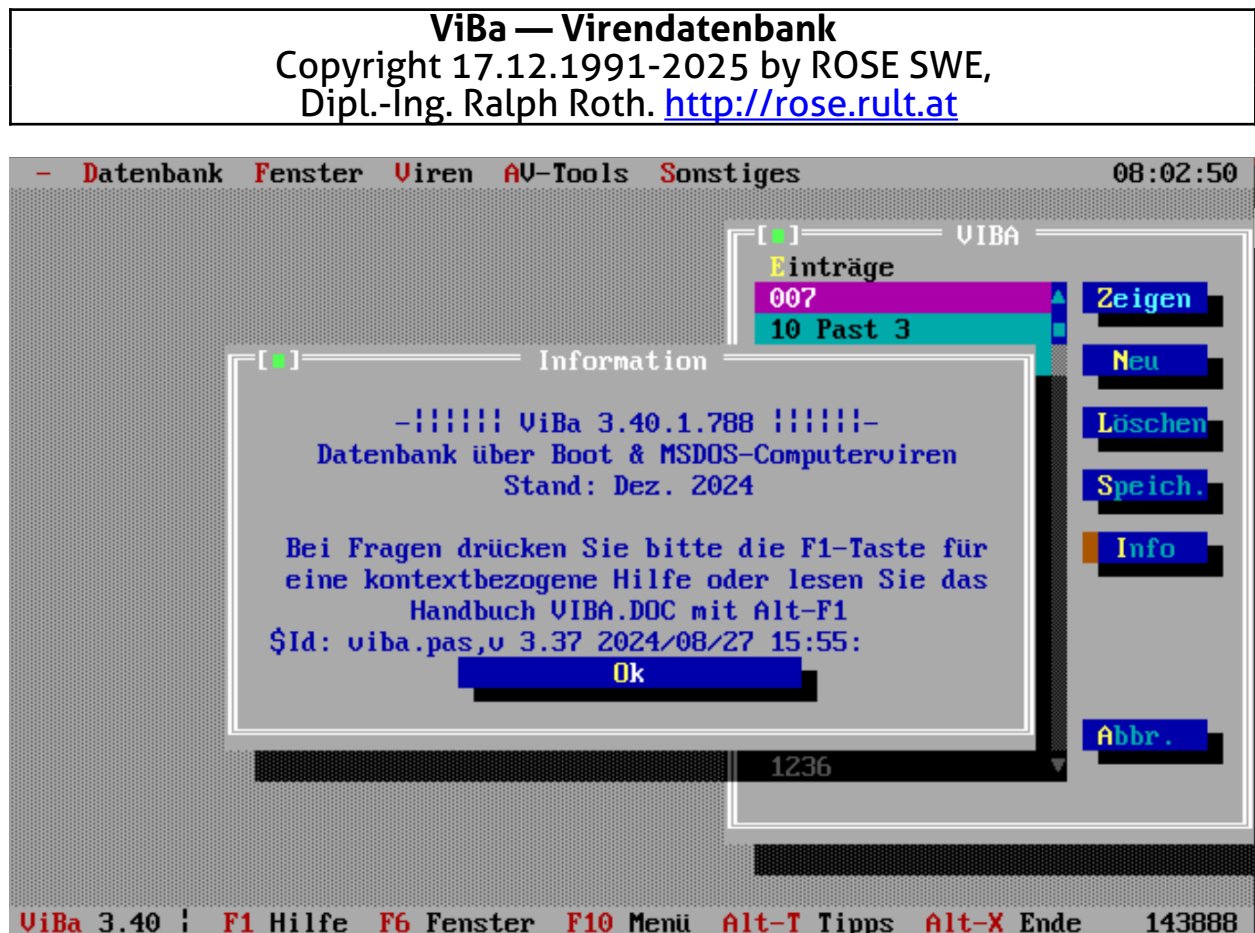 ViBa — Virendatenbank
Copyright 17.12.1991-2025 by ROSE SWE,
Dipl.-Ing. Ralph Roth. http://rose.rult.at
- Datenbank Fenster Viren AV-Tools Sonstiges 08:02:50
[■] VIBA
Einträge
007
10 Past 3
Zeigen
Neu
Löschen
Speich.
Info
Abbr.
1236
[■] Information
-¦¦¦¦¦¦ ViBa 3.40.1.788 ¦¦¦¦¦¦-
Datenbank über Boot & MSDOS-Computerviren
Stand: Dez. 2024
Bei Fragen drücken Sie bitte die F1-Taste für
eine kontextbezogene Hilfe oder lesen Sie das
Handbuch VIBA.DOC mit Alt-F1
$Id: viba.pas,v 3.37 2024/08/27 15:55:
Ok
ViBa 3.40 ¦ F1 Hilfe F6 Fenster F10 Menü Alt-T Tipps Alt-X Ende 143888